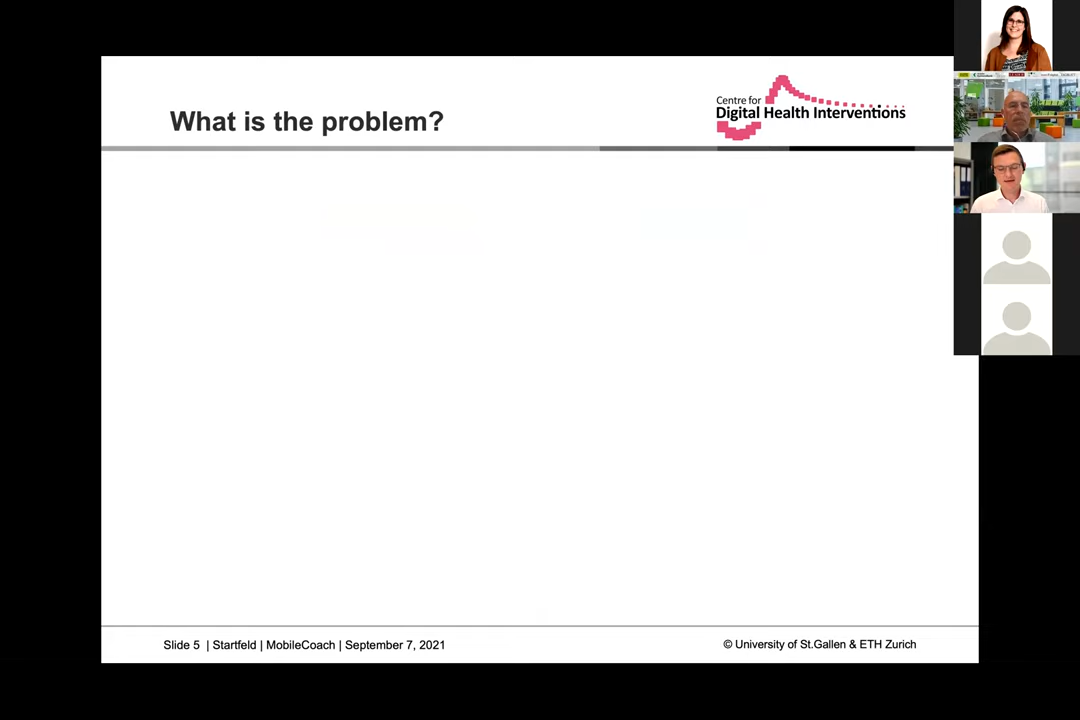 What is the problem?
Centre for
Digital Health Interventions
Slide 5 | Startfeld | MobileCoach | September 7, 2021
© University of St.Gallen & ETH Zurich